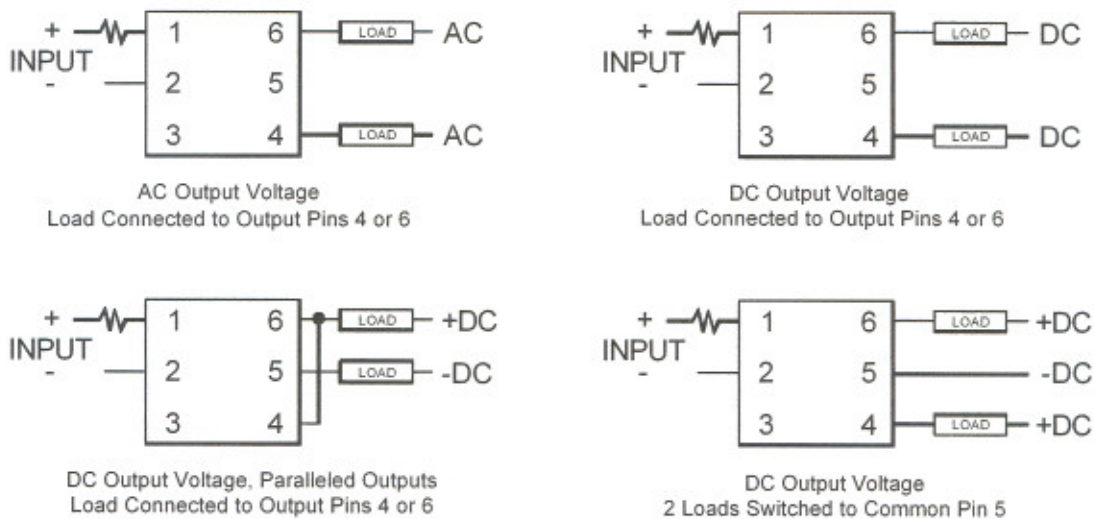 + 1 6 LOAD AC
INPUT
- 2 5
3 4 LOAD AC
AC Output Voltage
Load Connected to Output Pins 4 or 6
+ 1 6 LOAD DC
INPUT
- 2 5
3 4 LOAD DC
DC Output Voltage
Load Connected to Output Pins 4 or 6
+ 1 6 LOAD +DC
INPUT
- 2 5 LOAD -DC
3 4
DC Output Voltage, Paralleled Outputs
Load Connected to Output Pins 4 or 6
+ 1 6 LOAD +DC
INPUT
- 2 5 -DC
3 4 LOAD +DC
DC Output Voltage
2 Loads Switched to Common Pin 5